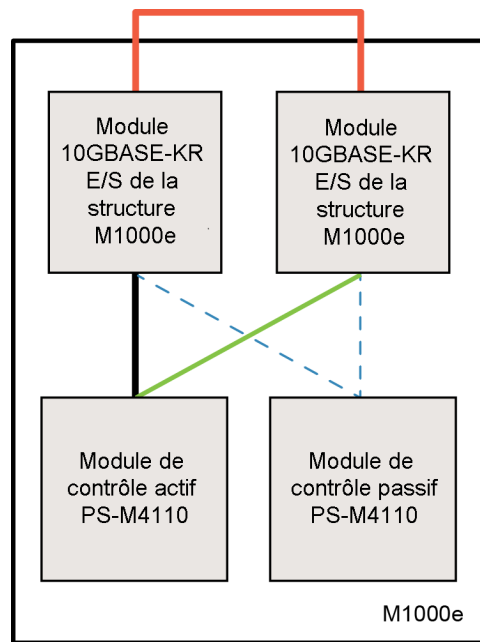 Module
10GBASE-KR
E/S de la
structure
M1000e
Module
10GBASE-KR
E/S de la
structure
M1000e
Module de
contrôle actif
PS-M4110
Module de
contrôle passif
PS-M4110
M1000e